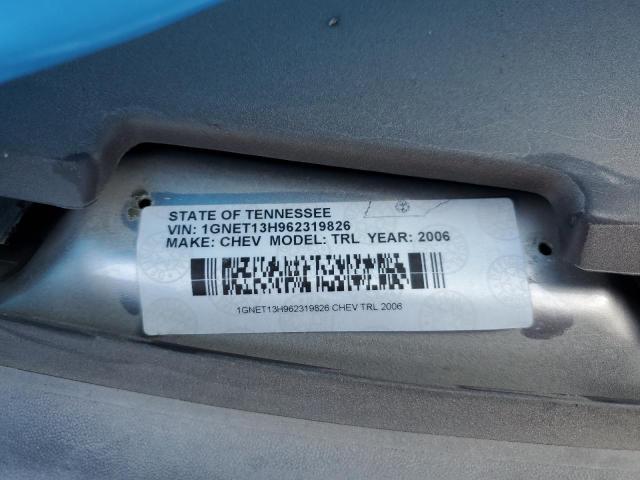 STATE OF TENNESSEE
VIN: 1GNET13H962319826
MAKE: CHEV MODEL: TRL YEAR: 2006
1GNET13H962319826 CHEV TRL 2006